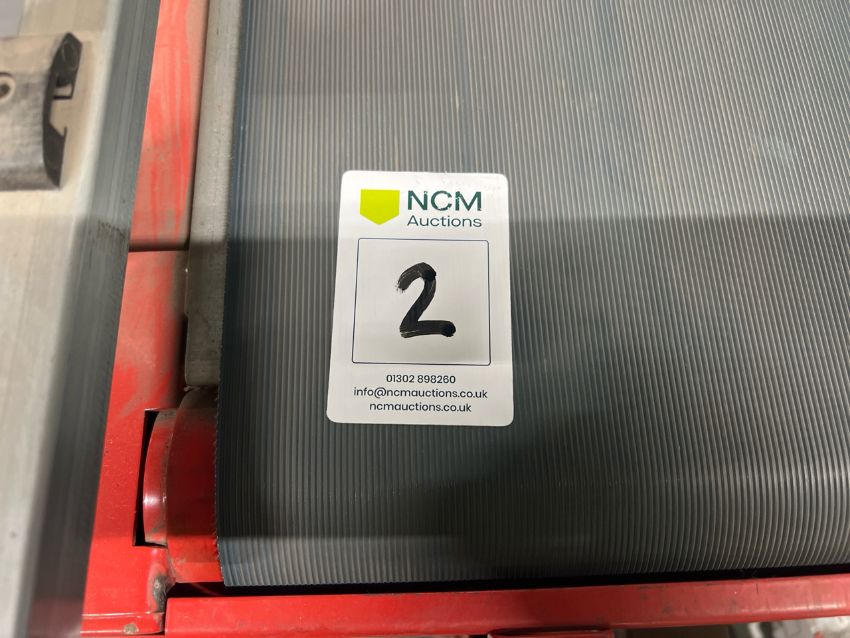 NCM
Auctions
2
01302 898260
info@ncmauctions.co.uk
ncmauctions.co.uk